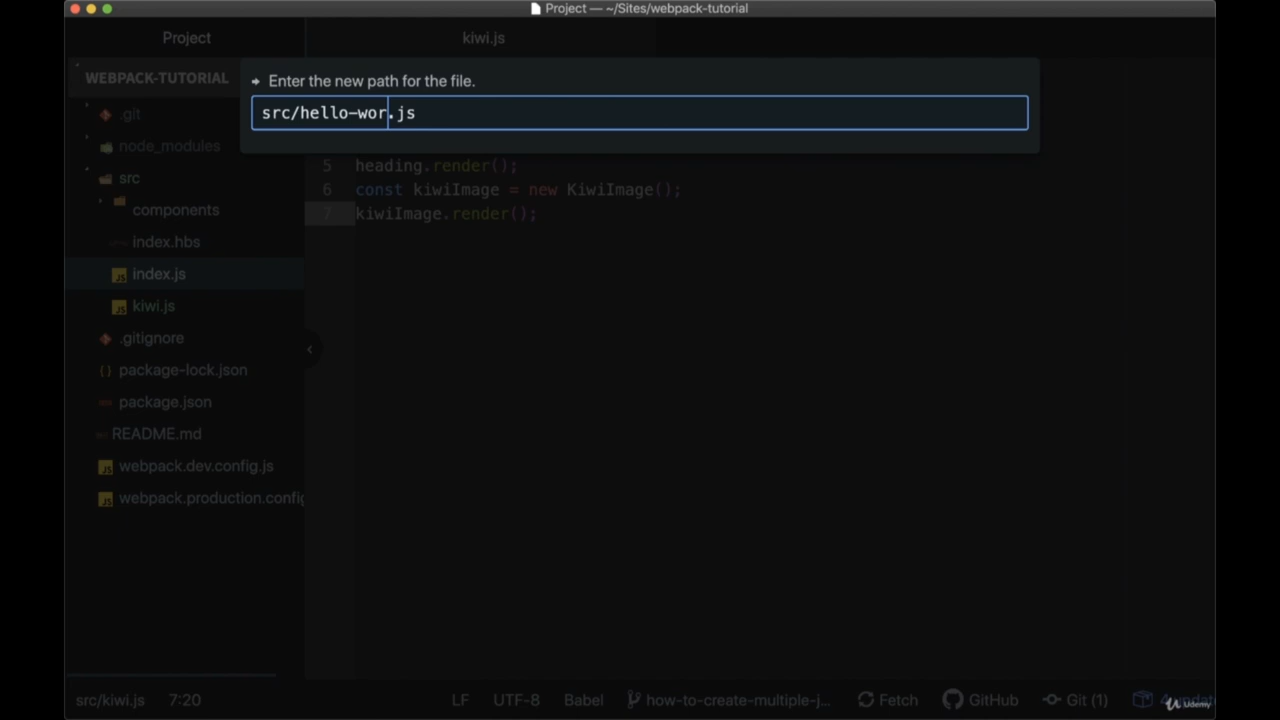 Project — ~/Sites/webpack-tutorial
Project
kiwi.js
WEBPACK-TUTORIAL
Enter the new path for the file.
src/hello-wor.js
.git
node_modules
src
components
index.hbs
index.js
kiwi.js
.gitignore
package-lock.json
package.json
README.md
webpack.dev.config.js
webpack.production.config
5 heading.render();
6 const kiwiImage = new KiwiImage();
7 kiwiImage.render();
src/kiwi.js 7:20 LF UTF-8 Babel how-to-create-multiple-j... Fetch GitHub Git (1)
Udemy